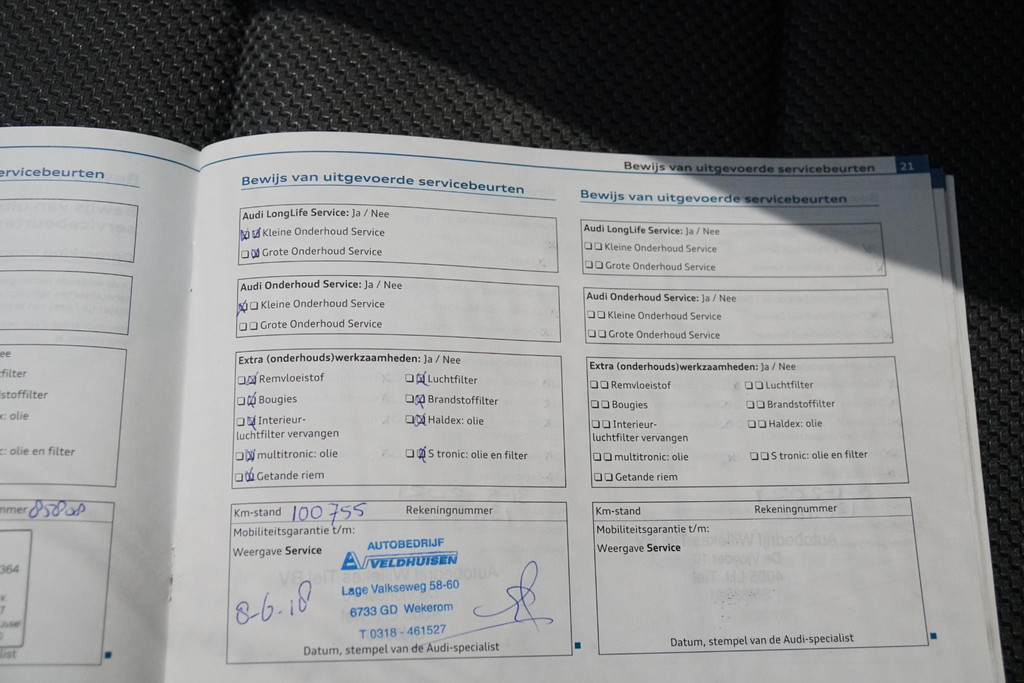 Bewijs van uitgevoerde servicebeurten 21
ervicebeurten
ee
filter
stoffilter
c: olie
c: olie en filter
mmer 85808
364
list
Bewijs van uitgevoerde servicebeurten
Audi LongLife Service: Ja / Nee
Kleine Onderhoud Service
Grote Onderhoud Service
Audi Onderhoud Service: Ja / Nee
Kleine Onderhoud Service
Grote Onderhoud Service
Extra (onderhouds)werkzaamheden: Ja / Nee
Remvloeistof Luchtfilter
Bougies Brandstoffilter
Interieur- Haldex: olie
luchtfilter vervangen
multitronic: olie S tronic: olie en filter
Getande riem
Km-stand 100755 Rekeningnummer
Mobiliteitsgarantie t/m:
Weergave Service
AUTOBEDRIJF
VELDHUISEN
Lage Valkseweg 58-60
6733 GD Wekerom
T 0318 - 461527
8-6-18
Datum, stempel van de Audi-specialist
Bewijs van uitgevoerde servicebeurten
Audi LongLife Service: Ja / Nee
Kleine Onderhoud Service
Grote Onderhoud Service
Audi Onderhoud Service: Ja / Nee
Kleine Onderhoud Service
Grote Onderhoud Service
Extra (onderhouds)werkzaamheden: Ja / Nee
Remvloeistof Luchtfilter
Bougies Brandstoffilter
Interieur- Haldex: olie
luchtfilter vervangen
multitronic: olie S tronic: olie en filter
Getande riem
Km-stand Rekeningnummer
Mobiliteitsgarantie t/m:
Weergave Service
Datum, stempel van de Audi-specialist